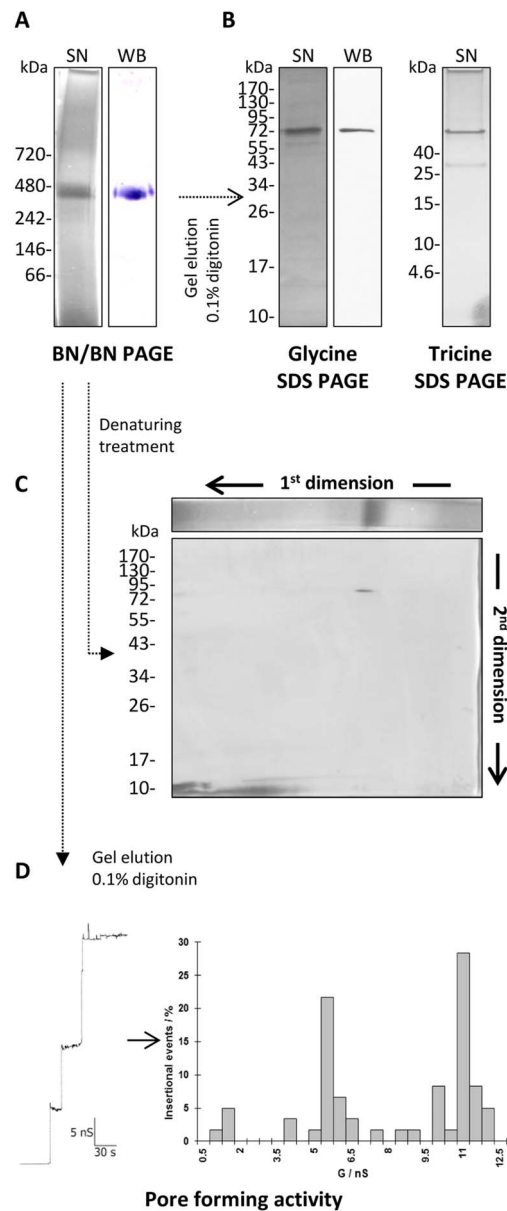 A
B
SN WB
SN WB
SN
kDa
kDa
kDa
720-
480-
242-
146-
66-
170-
130-
95-
72-
55-
43-
34-
26-
17-
10-
40-
25-
15-
10-
4.6-
Gel elution
0.1% digitonin
BN/BN PAGE
Glycine
SDS PAGE
Tricine
SDS PAGE
Denaturing
treatment
C
1st dimension
kDa
170-
130-
95-
72-
55-
43-
34-
26-
17-
10-
2nd dimension
Gel elution
0.1% digitonin
D
5 nS
30 s
Insertional events / %
30
25
20
15
10
5
0
0.5 2 3.5 5 6.5 8 9.5 11 12.5
G / nS
Pore forming activity